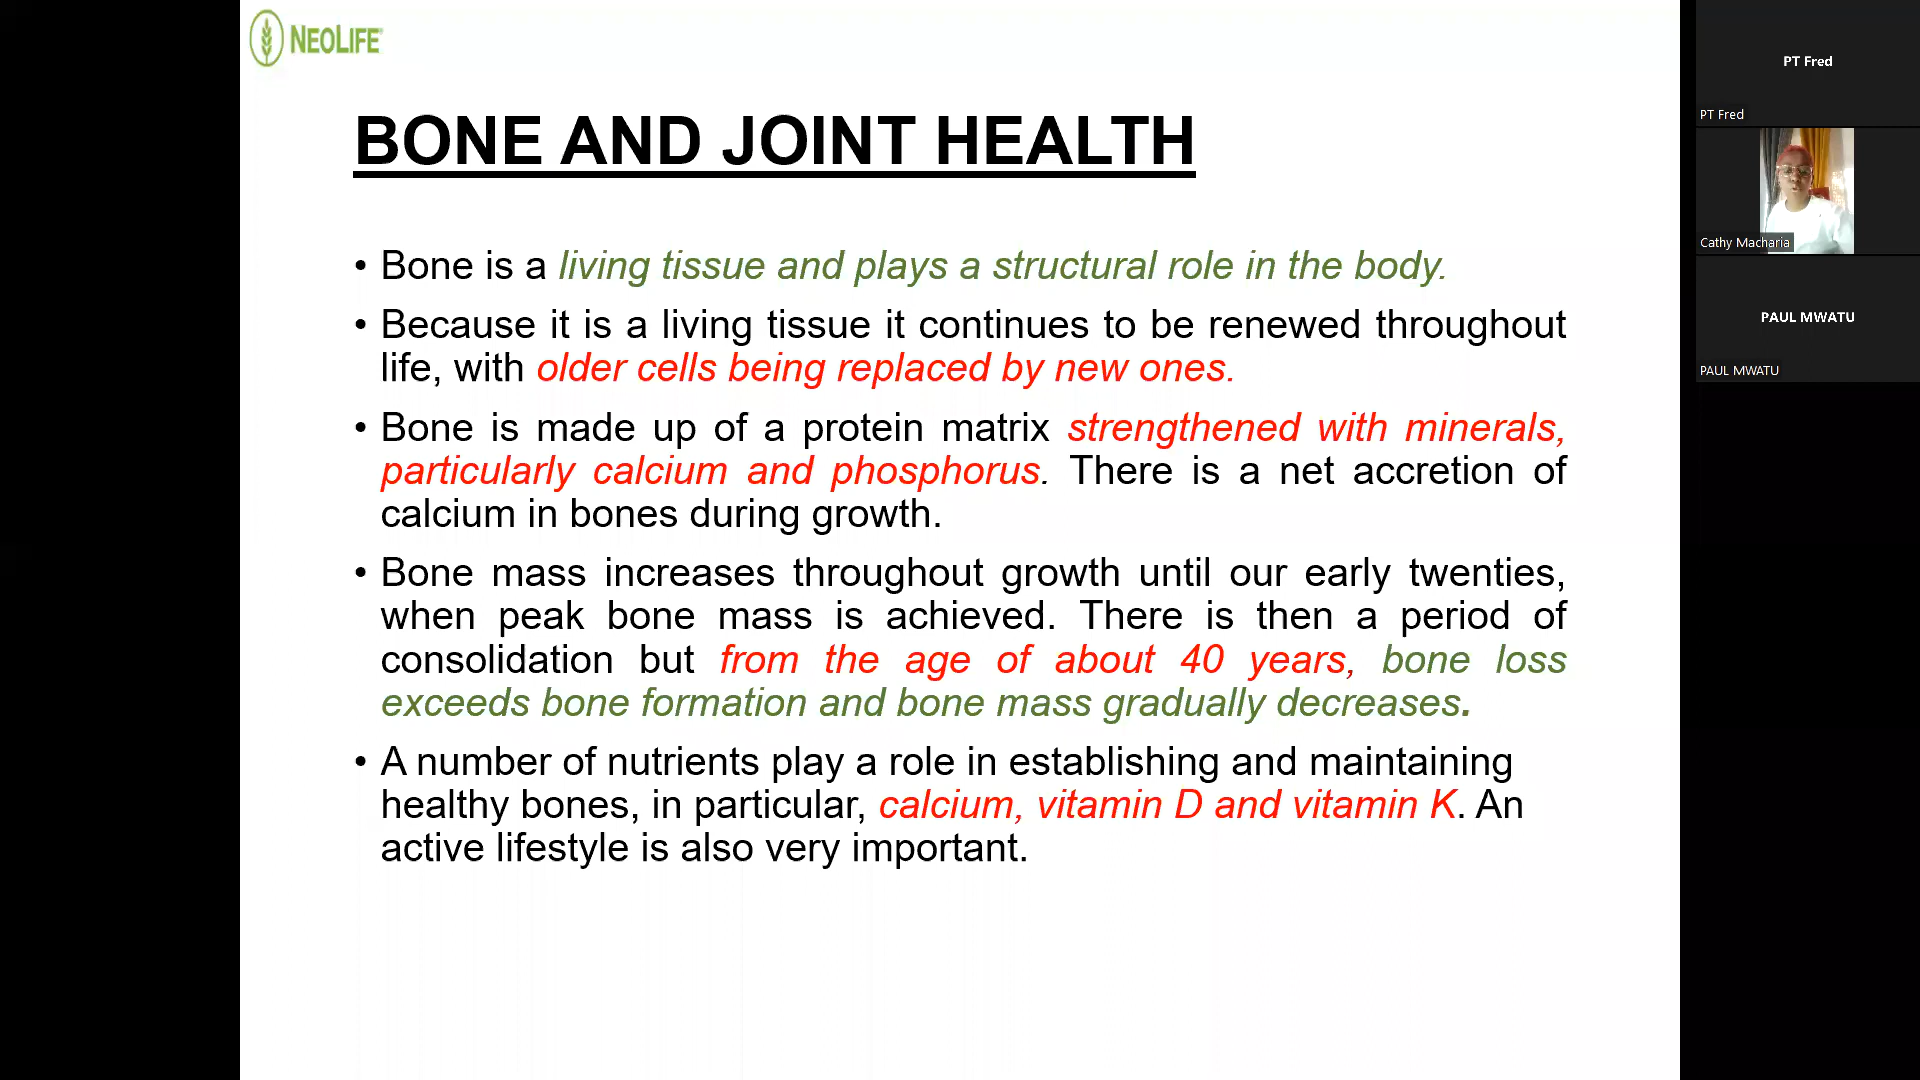 NEOLIFE
BONE AND JOINT HEALTH
• Bone is a living tissue and plays a structural role in the body.
• Because it is a living tissue it continues to be renewed throughout
life, with older cells being replaced by new ones.
• Bone is made up of a protein matrix strengthened with minerals,
particularly calcium and phosphorus. There is a net accretion of
calcium in bones during growth.
• Bone mass increases throughout growth until our early twenties,
when peak bone mass is achieved. There is then a period of
consolidation but from the age of about 40 years, bone loss
exceeds bone formation and bone mass gradually decreases.
• A number of nutrients play a role in establishing and maintaining
healthy bones, in particular, calcium, vitamin D and vitamin K. An
active lifestyle is also very important.
PT Fred
PT Fred
Cathy Macharia
PAUL MWATU
PAUL MWATU